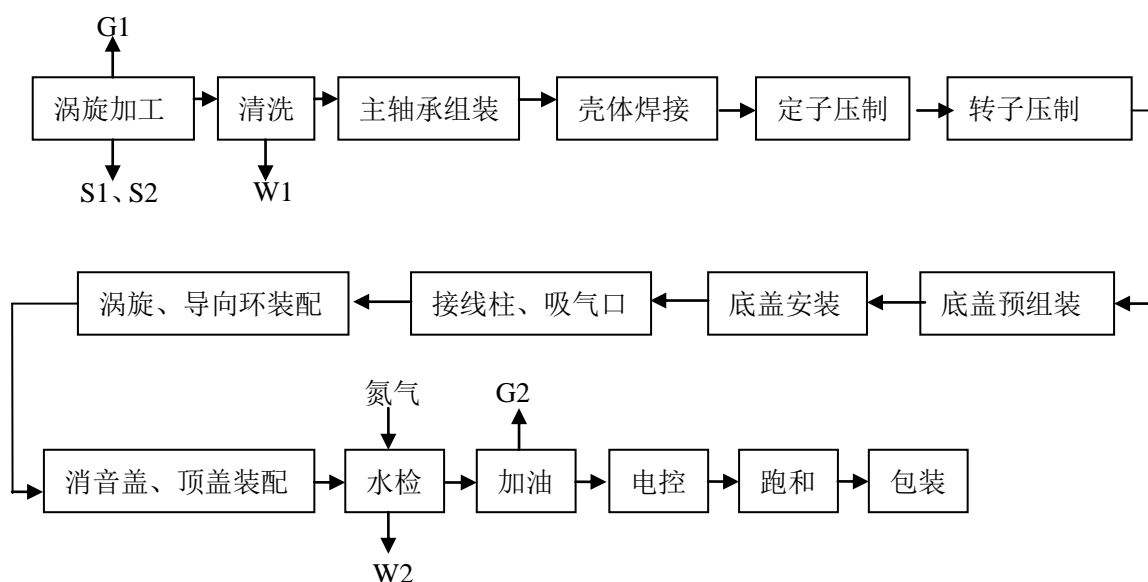 G1
涡旋加工 清洗 主轴承组装 壳体焊接 定子压制 转子压制
S1、S2 W1
涡旋、导向环装配 接线柱、吸气口 底盖安装 底盖预组装
氮气 G2
消音盖、顶盖装配 水检 加油 电控 跑和 包装
W2